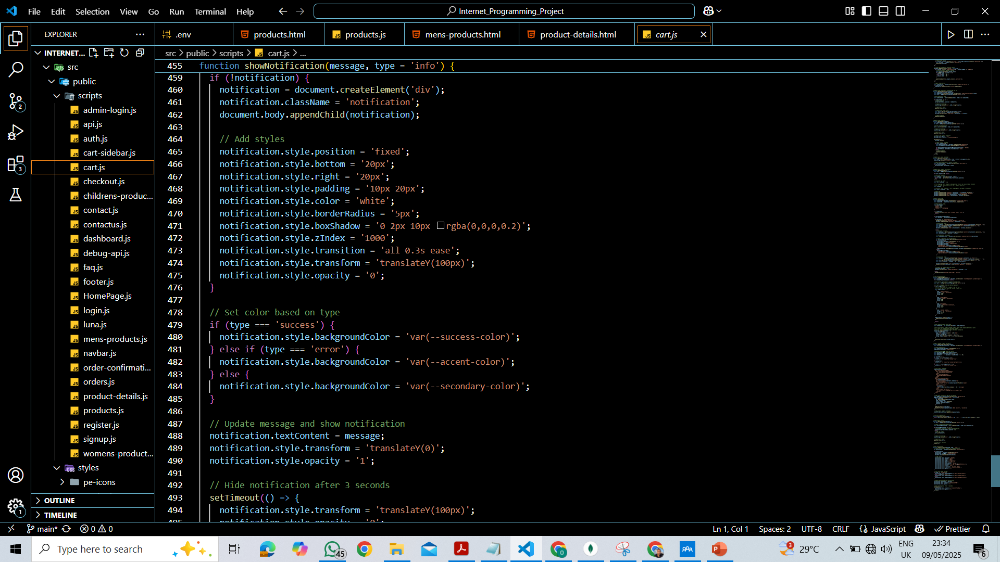 File Edit Selection View Go Run Terminal Help
Internet_Programming_Project
EXPLORER
.env
products.html
products.js
mens-products.html
product-details.html
cart.js
INTERNET...
src > public > scripts > cart.js > ...
src
public
scripts
admin-login.js
api.js
auth.js
cart-sidebar.js
cart.js
checkout.js
childrens-produc...
contact.js
contactus.js
dashboard.js
debug-api.js
faq.js
footer.js
HomePage.js
login.js
luna.js
mens-products.js
navbar.js
order-confirmati...
orders.js
product-details.js
products.js
register.js
signup.js
womens-product...
styles
pe-icons
OUTLINE
TIMELINE
2
3
1
455 function showNotification(message, type = 'info') {
459 if (!notification) {
460 notification = document.createElement('div');
461 notification.className = 'notification';
462 document.body.appendChild(notification);
463
464 // Add styles
465 notification.style.position = 'fixed';
466 notification.style.bottom = '20px';
467 notification.style.right = '20px';
468 notification.style.padding = '10px 20px';
469 notification.style.color = 'white';
470 notification.style.borderRadius = '5px';
471 notification.style.boxShadow = '0 2px 10px rgba(0,0,0,0.2)';
472 notification.style.zIndex = '1000';
473 notification.style.transition = 'all 0.3s ease';
474 notification.style.transform = 'translateY(100px)';
475 notification.style.opacity = '0';
476 }
477
478 // Set color based on type
479 if (type === 'success') {
480 notification.style.backgroundColor = 'var(--success-color)';
481 } else if (type === 'error') {
482 notification.style.backgroundColor = 'var(--accent-color)';
483 } else {
484 notification.style.backgroundColor = 'var(--secondary-color)';
485 }
486
487 // Update message and show notification
488 notification.textContent = message;
489 notification.style.transform = 'translateY(0)';
490 notification.style.opacity = '1';
491
492 // Hide notification after 3 seconds
493 setTimeout(() => {
494 notification.style.transform = 'translateY(100px)';
495 notification.style.opacity = '0';
main* 0 0
Ln 1, Col 1 Spaces: 2 UTF-8 CRLF JavaScript Prettier
Type here to search
45
3
29°C
ENG
UK
23:34
09/05/2025
6